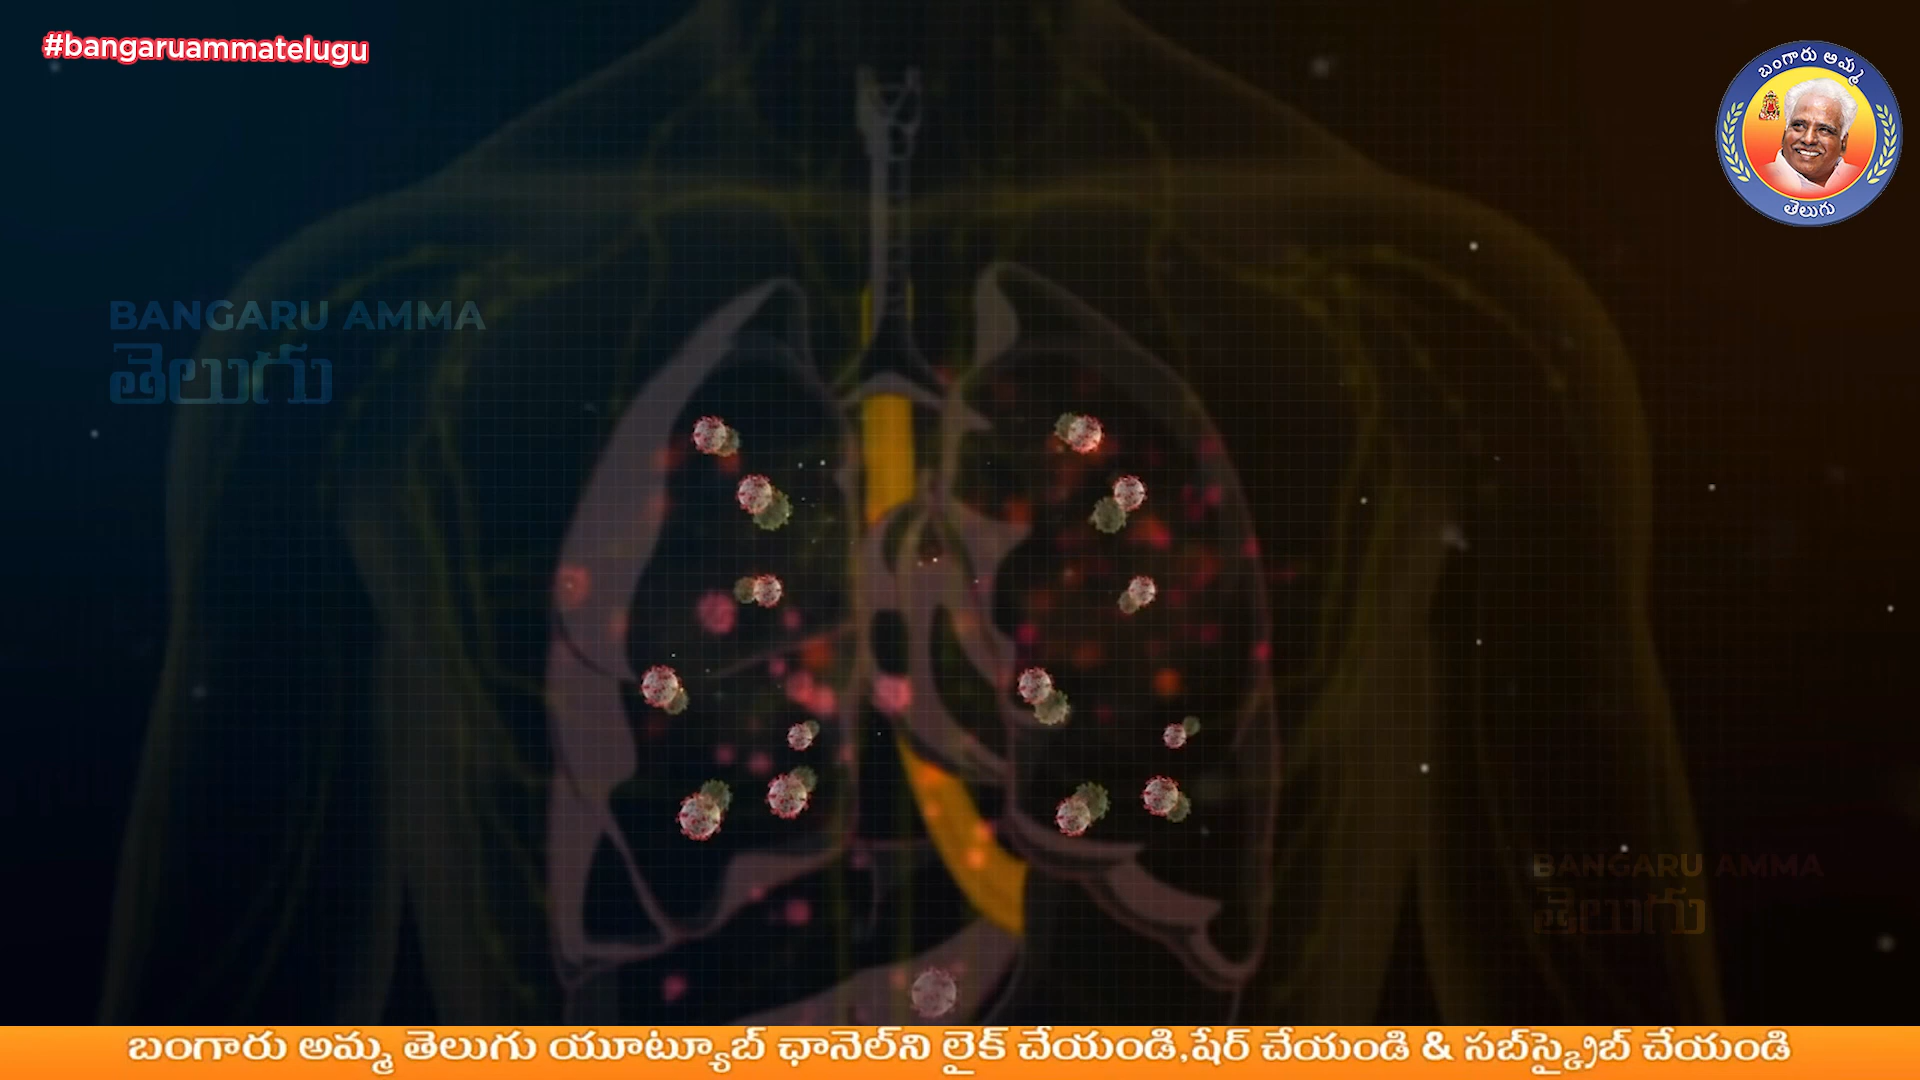 #bangaruammatelugu
బంగారు అమ్మ
తెలుగు
BANGARU AMMA
తెలుగు
BANGARU AMMA
తెలుగు
బంగారు అమ్మ తెలుగు యూట్యూబ్ ఛానెల్‌ని లైక్ చేయండి,షేర్ చేయండి & సబ్‌స్క్రైబ్ చేయండి